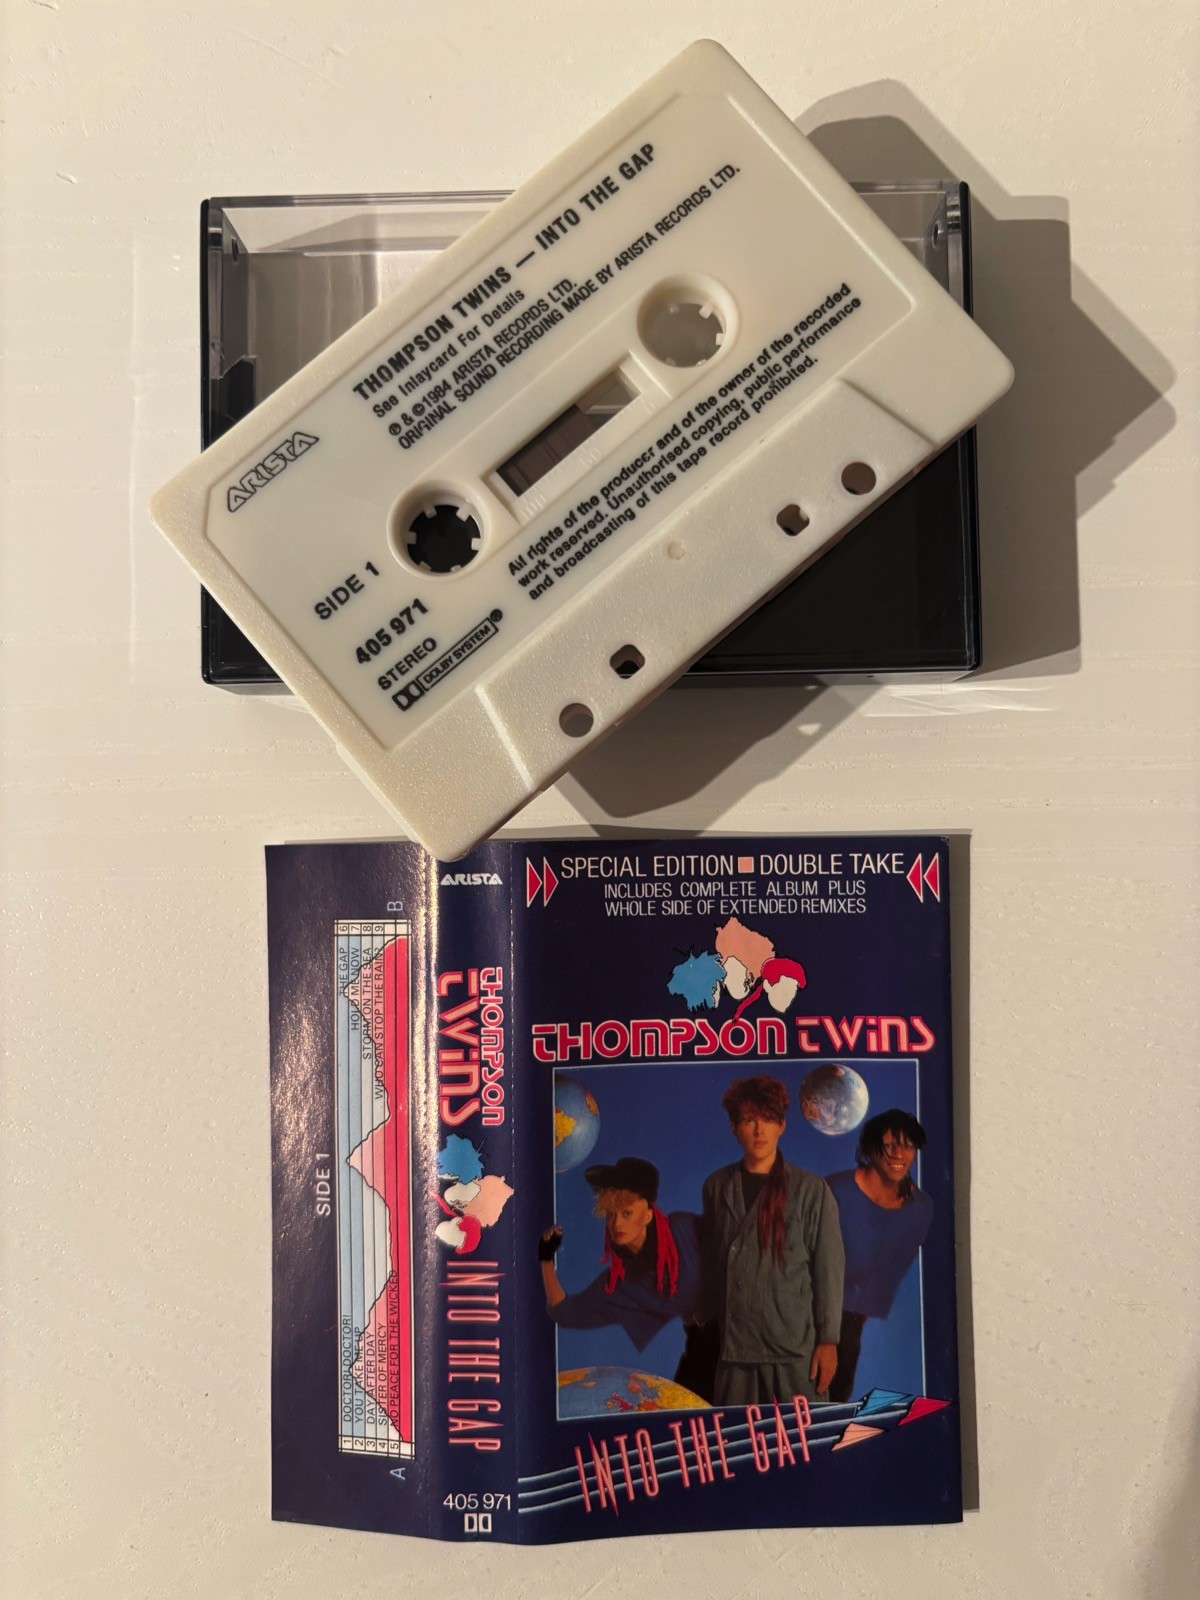 ARISTA
THOMPSON TWINS — INTO THE GAP
See Inlaycard For Details
℗ & © 1984 ARISTA RECORDS LTD.
ORIGINAL SOUND RECORDING MADE BY ARISTA RECORDS LTD.
SIDE 1
405 971
STEREO
DOLBY SYSTEM®
All rights of the producer and of the owner of the recorded
work reserved. Unauthorised copying, public performance
and broadcasting of this tape record prohibited.
100
50
0
SPECIAL EDITION DOUBLE TAKE
INCLUDES COMPLETE ALBUM PLUS
WHOLE SIDE OF EXTENDED REMIXES
THOMPSON TWINS
INTO THE GAP
ARISTA
THOMPSON
TWINS
INTO THE GAP
405 971
SIDE 1
A
1 DOCTOR! DOCTOR!
2 YOU TAKE ME UP
3 DAY AFTER DAY
4 SISTER OF MERCY
5 NO PEACE FOR THE WICKED
B
THE GAP 6
HOLD ME NOW 7
STORM ON THE SEA 8
WHO CAN STOP THE RAIN? 9